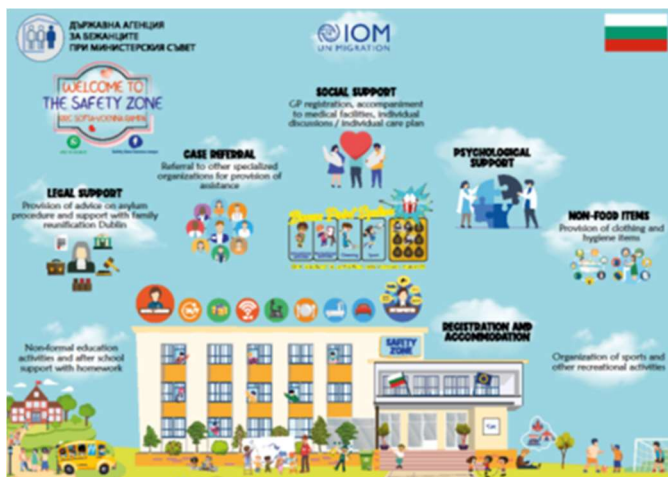 ДЪРЖАВНА АГЕНЦИЯ
ЗА БЕЖАНЦИТЕ
ПРИ МИНИСТЕРСКИЯ СЪВЕТ
IOM
UN MIGRATION
WELCOME TO
THE SAFETY ZONE
SOCIAL SUPPORT
GP registration, accompaniment
to medical facilities, individual
discussions / individual care plan
CASE REFERRAL
Referral to other specialized
organizations for provision of
assistance
PSYCHOLOGICAL
SUPPORT
LEGAL SUPPORT
Provision of advice on asylum
procedure and support with family
reunification Dublin
NON-FOOD ITEMS
Provision of clothing and
hygiene items
REGISTRATION AND
ACCOMMODATION
SAFETY
ZONE
Non-formal education
activities and after school
support with homework
Organization of sports and
other recreational activities